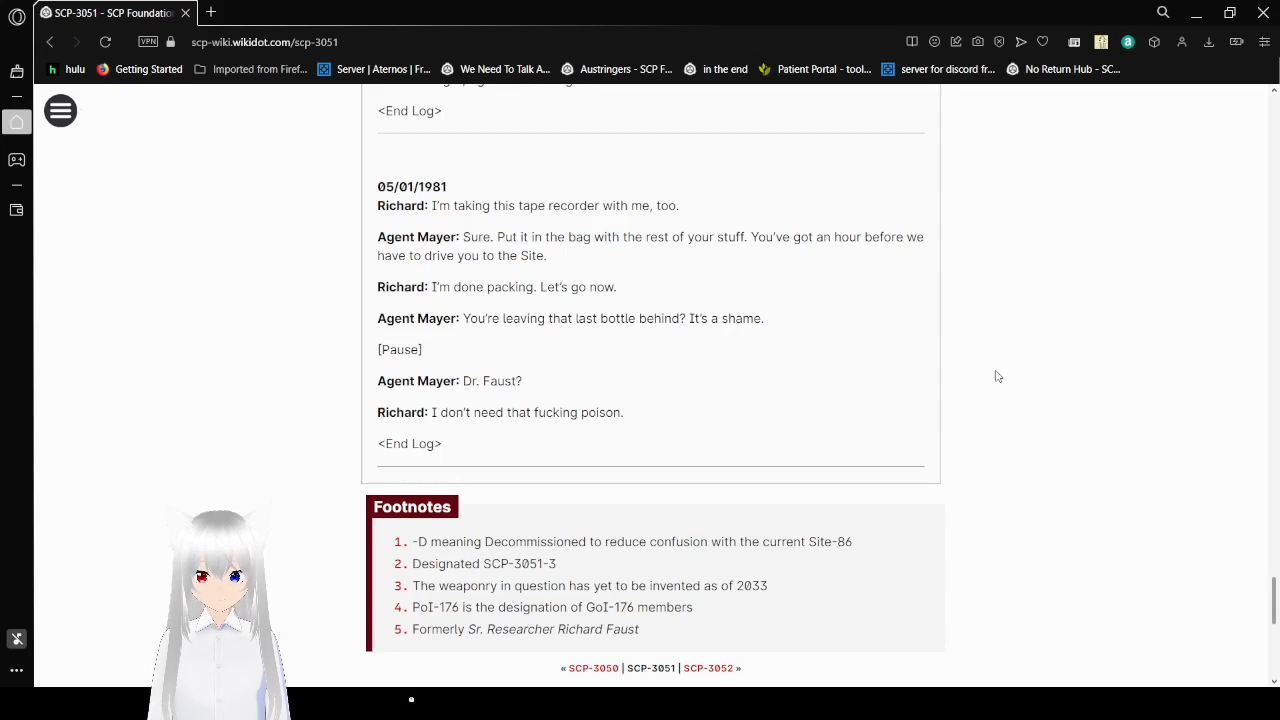 SCP-3051 - SCP Foundatio
scp-wiki.wikidot.com/scp-3051
VPN
hulu
Getting Started
Imported from Firef...
Server | Aternos | Fr...
We Need To Talk A...
Austringers - SCP F...
in the end
Patient Portal - tool...
server for discord fr...
No Return Hub - SC...
<End Log>
05/01/1981
Richard: I'm taking this tape recorder with me, too.
Agent Mayer: Sure. Put it in the bag with the rest of your stuff. You've got an hour before we
have to drive you to the Site.
Richard: I'm done packing. Let's go now.
Agent Mayer: You're leaving that last bottle behind? It's a shame.
[Pause]
Agent Mayer: Dr. Faust?
Richard: I don't need that fucking poison.
<End Log>
Footnotes
1. -D meaning Decommissioned to reduce confusion with the current Site-86
2. Designated SCP-3051-3
3. The weaponry in question has yet to be invented as of 2033
4. PoI-176 is the designation of GoI-176 members
5. Formerly Sr. Researcher Richard Faust
« SCP-3050 | SCP-3051 | SCP-3052 »